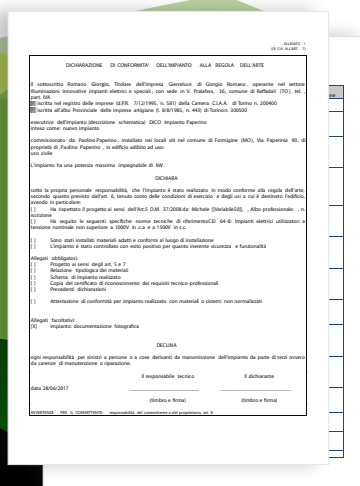 ALLEGATO I
(DI CUI ALL'ART. 7)
DICHIARAZIONE DI CONFORMITA' DELL'IMPIANTO ALLA REGOLA DELL'ARTE
Il sottoscritto Romano Giorgio, Titolare dell'impresa Gerneluce di Giorgio Romano, operante nel settore
Illuminazioni innovative impianti elettrici e speciali, con sede in V. Pralafera, 36, comune di Raffadati (TO), tel. ,
part. IVA
iscritta nel registro delle imprese (d.P.R. 7/12/1995, n. 581) della Camera C.I.A.A. di Torino n. 200400
iscritta all'albo Provinciale delle imprese artigiane (l. 8/8/1985, n. 443) di Torino n. 300500
esecutrice dell'impianto (descrizione schematica) DICO Impianto Paperino
inteso come: nuovo impianto
commissionato da Paolino Paperino, installato nei locali siti nel comune di Formigine (MO), Via Paperinia 90, di
proprietà di Paolino Paperino, in edificio adibito ad uso:
uso civile
L'impianto ha una potenza massima impegnabile di kW.
DICHIARA
sotto la propria personale responsabilità, che l'impianto è stato realizzato in modo conforme alla regola dell'arte,
secondo quanto previsto dall'art. 6, tenuto conto delle condizioni di esercizio e degli usi a cui è destinato l'edificio,
avendo in particolare:
[ ] Ha rispettato il progetto ai sensi dell'Art.5 D.M. 37/2008 da: Michele [[Variabile50]], Albo professionale: , n.
iscrizione
[ ] Ha seguito le seguenti specifiche norme tecniche di riferimento CEI 64-8: Impianti elettrici utilizzatori a
tensione nominale non superiore a 1000V in c.a. e a 1500V in c.c.
[ ] Sono stati installati materiali adatti e conformi al luogo di installazione
[ ] L'impianto è stato controllato con esito positivo per quanto inerente sicurezza e funzionalità
Allegati obbligatori:
[ ] Progetto ai sensi degli art. 5 e 7
[ ] Relazione tipologica dei materiali
[ ] Schema di impianto realizzato
[ ] Copia del certificato di riconoscimento dei requisiti tecnico-professionali
[ ] Precedenti dichiarazioni
[ ] Attestazione di conformità per impianto realizzato con materiali o sistemi non normalizzati
Allegati facoltativi:
[X] impianto: documentazione fotografica
DECLINA
ogni responsabilità per sinistri a persone o a cose derivanti da manomissione dell'impianto da parte di terzi ovvero
da carenze di manutenzione o riparazione.
Il responsabile tecnico Il dichiarante
data 28/06/2017
(timbro e firma) (timbro e firma)
AVVERTENZE PER IL COMMITTENTE: responsabilità del committente o del proprietario, art. 8